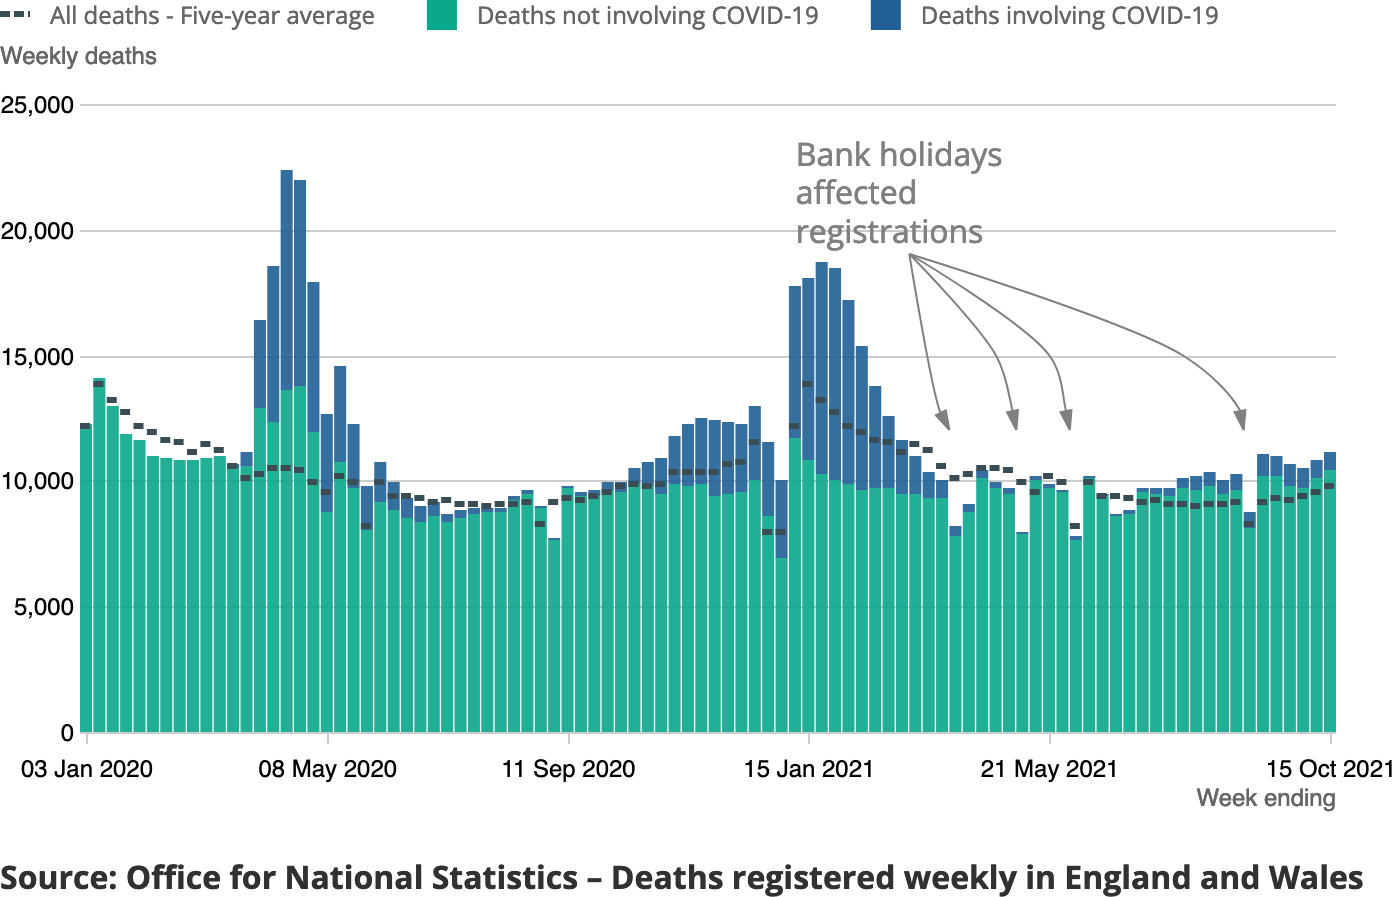 All deaths - Five-year average Deaths not involving COVID-19 Deaths involving COVID-19
Weekly deaths
25,000
Bank holidays
affected
registrations
20,000
15,000
10,000
5,000
0
03 Jan 2020 08 May 2020 11 Sep 2020 15 Jan 2021 21 May 2021 15 Oct 2021
Week ending
Source: Office for National Statistics – Deaths registered weekly in England and Wales